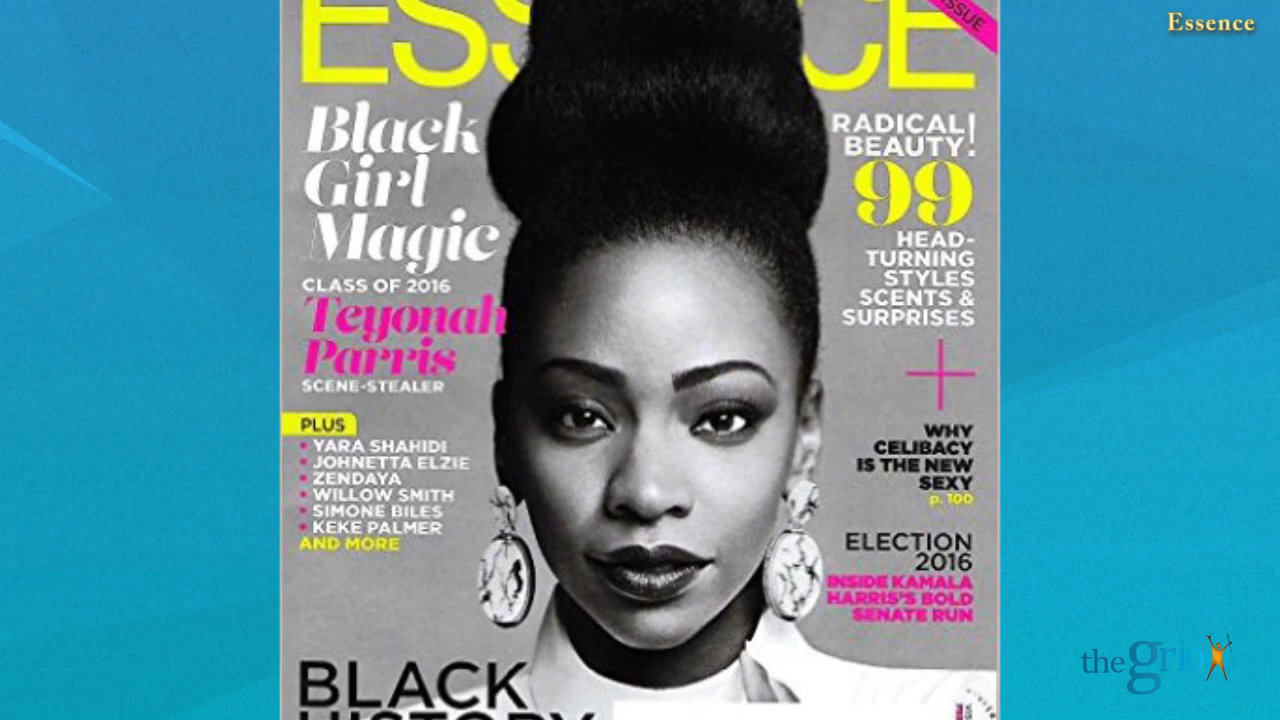 Essence
ESSENCE
ISSUE
Black
Girl
Magic
CLASS OF 2016
Teyonah
Parris
SCENE-STEALER
PLUS
• YARA SHAHIDI
• JOHNETTA ELZIE
• ZENDAYA
• WILLOW SMITH
• SIMONE BILES
• KEKE PALMER
AND MORE
BLACK
HISTORY
RADICAL!
BEAUTY!
99
HEAD-
TURNING
STYLES
SCENTS &
SURPRISES
+
WHY
CELIBACY
IS THE NEW
SEXY
p. 100
ELECTION
2016
INSIDE KAMALA
HARRIS'S BOLD
SENATE RUN
thegrio